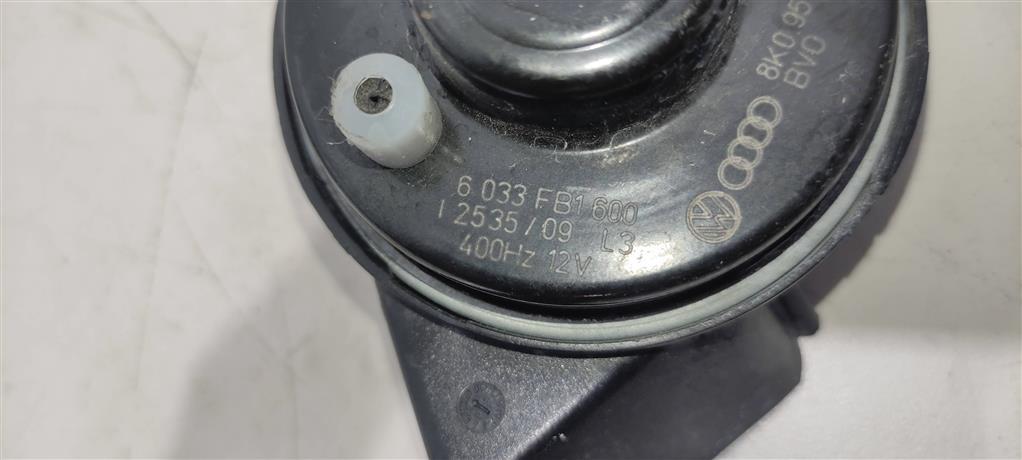 6 033 FB1 600
I 2535/09 L3
400Hz 12V
8K0 95
BVO